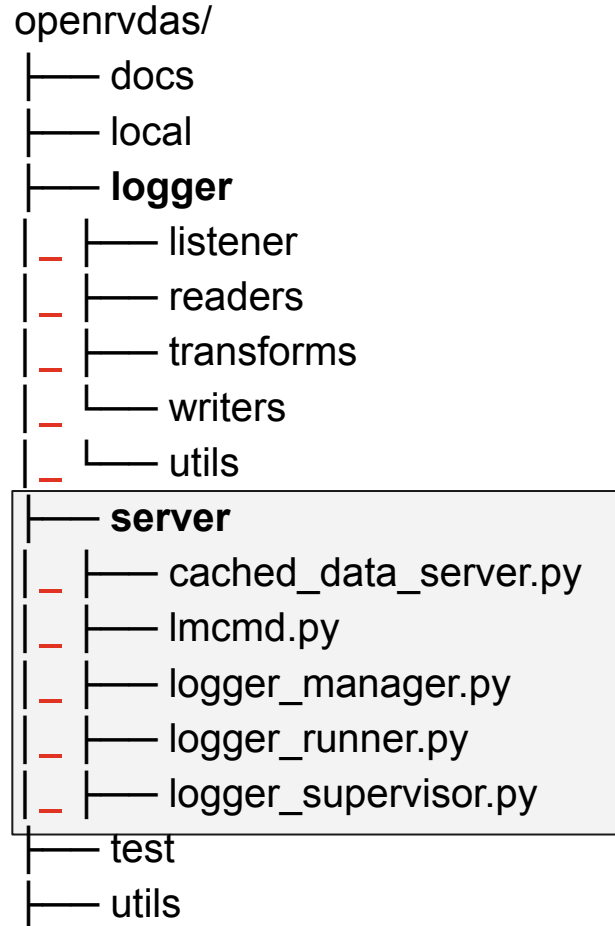 openrvdas/
├── docs
├── local
├── logger
│ _ ├── listener
│ _ ├── readers
│ _ ├── transforms
│ _ └── writers
│ _ └── utils
├── server
│ _ ├── cached_data_server.py
│ _ ├── lmcmd.py
│ _ ├── logger_manager.py
│ _ ├── logger_runner.py
│ _ ├── logger_supervisor.py
├── test
├── utils